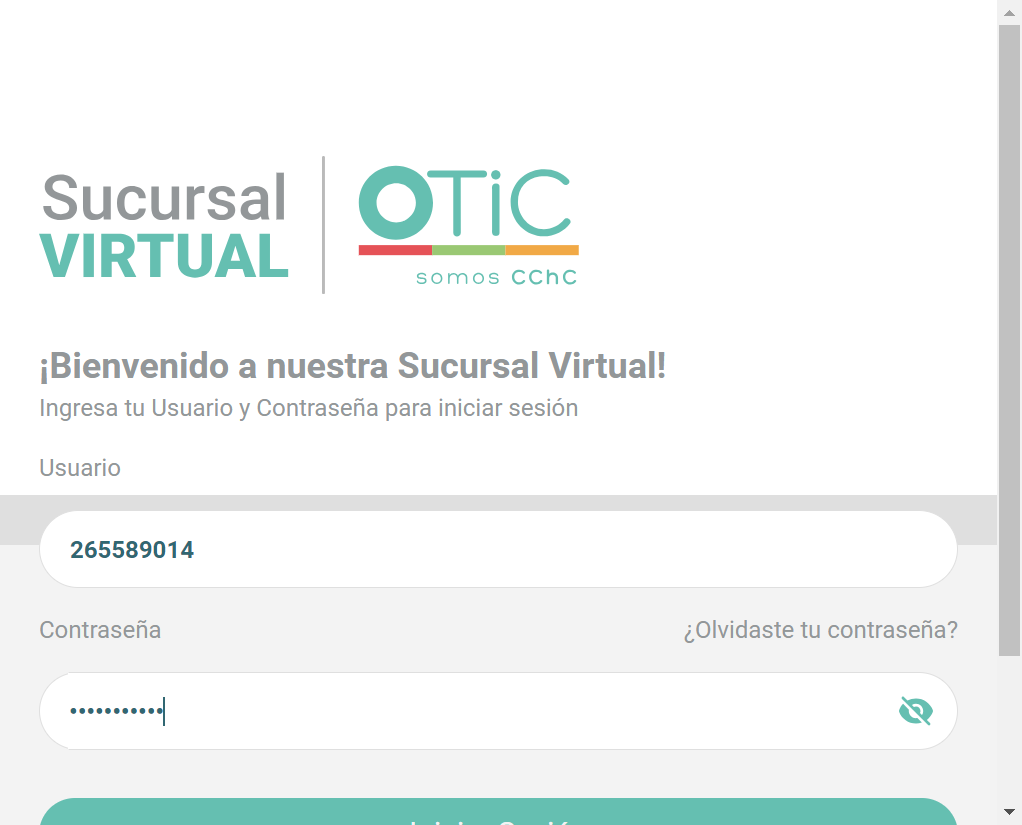 Sucursal
VIRTUAL
OTiC
somos CChC
¡Bienvenido a nuestra Sucursal Virtual!
Ingresa tu Usuario y Contraseña para iniciar sesión
Usuario
265589014
Contraseña
¿Olvidaste tu contraseña?
•••••••••••